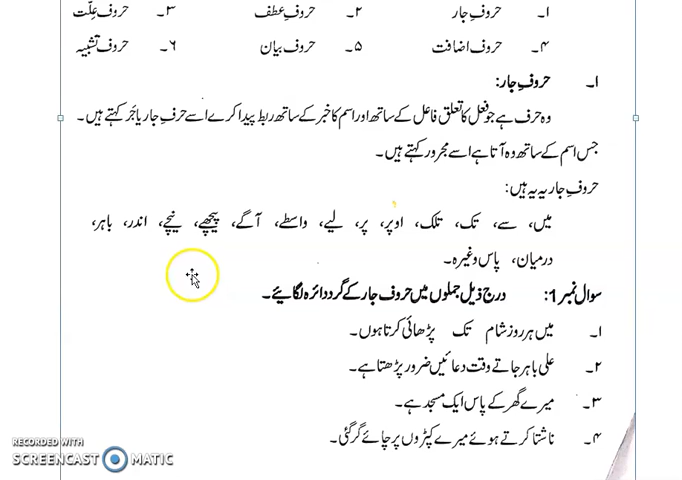 ۱۔ حروفِ جار ۲۔ حروفِ عطف ۳۔ حروفِ علّت
۴۔ حروف اضافت ۵۔ حروف بیان ۶۔ حروف تشبیہ
۱۔ حروفِ جار:
وہ حرف ہے جو فعل کا تعلق فاعل کے ساتھ اور اسم کا خبر کے ساتھ ربط پیدا کرے اسے حرفِ جار یا جَر کہتے ہیں۔
جس اسم کے ساتھ وہ آتا ہے اسے مجرور کہتے ہیں۔
حروفِ جار یہ یہ ہیں:
میں، سے، تک، تلک، اوپر، پر، لیے، واسطے، آگے، پیچھے، نیچے، اندر، باہر،
درمیان، پاس وغیرہ۔
سوال نمبر 1: درج ذیل جملوں میں حروف جار کے گرد دائرہ لگائیے۔
۱۔ میں ہر روز شام تک پڑھائی کرتا ہوں۔
۲۔ علی باہر جاتے وقت دعائیں ضرور پڑھتا ہے۔
۳۔ میرے گھر کے پاس ایک مسجد ہے۔
۴۔ ناشتا کرتے ہوئے میرے کپڑوں پر چائے گر گئی۔
RECORDED WITH
SCREENCAST MATIC